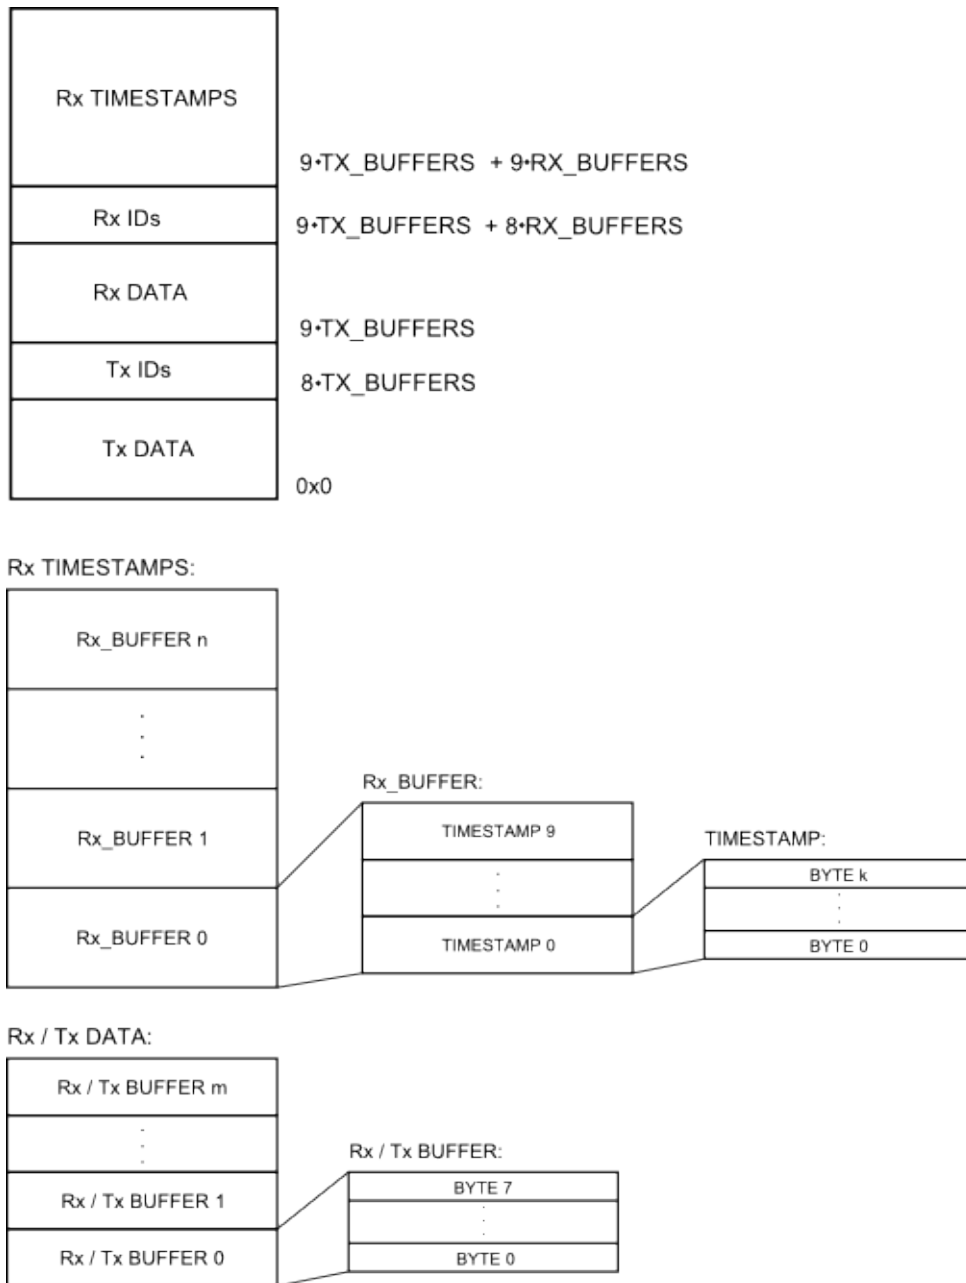 Rx TIMESTAMPS
9•TX_BUFFERS + 9•RX_BUFFERS
Rx IDs
9•TX_BUFFERS + 8•RX_BUFFERS
Rx DATA
9•TX_BUFFERS
Tx IDs
8•TX_BUFFERS
Tx DATA
0x0
Rx TIMESTAMPS:
Rx_BUFFER n
.
.
.
Rx_BUFFER 1
Rx_BUFFER 0
Rx_BUFFER:
TIMESTAMP 9
.
.
.
TIMESTAMP 0
TIMESTAMP:
BYTE k
.
.
.
BYTE 0
Rx / Tx DATA:
Rx / Tx BUFFER m
.
.
.
Rx / Tx BUFFER 1
Rx / Tx BUFFER 0
Rx / Tx BUFFER:
BYTE 7
.
.
.
BYTE 0